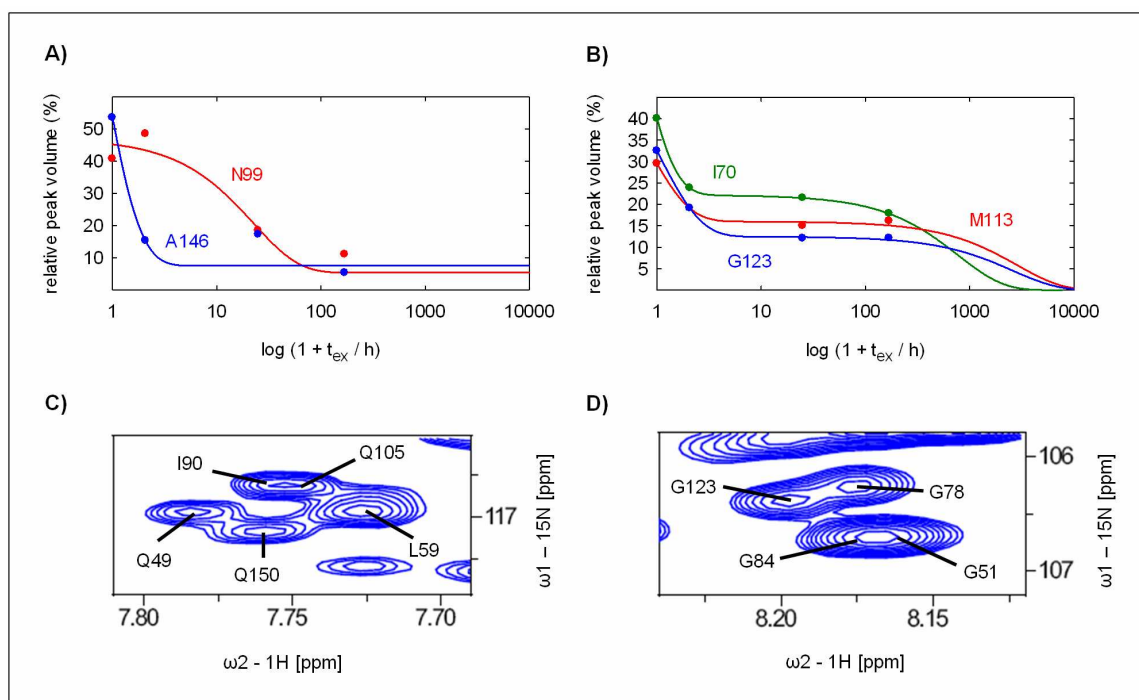 A)
relative peak volume (%)
50
40
30
20
10
N99
A146
1
10
100
1000
10000
log (1 + tex / h)
B)
relative peak volume (%)
40
35
30
25
20
15
10
5
I70
M113
G123
1
10
100
1000
10000
log (1 + tex / h)
C)
I90
Q105
Q49
Q150
L59
117
7.80
7.75
7.70
ω1 – 15N [ppm]
ω2 - 1H [ppm]
D)
G123
G78
G84
G51
106
107
8.20
8.15
ω1 – 15N [ppm]
ω2 - 1H [ppm]